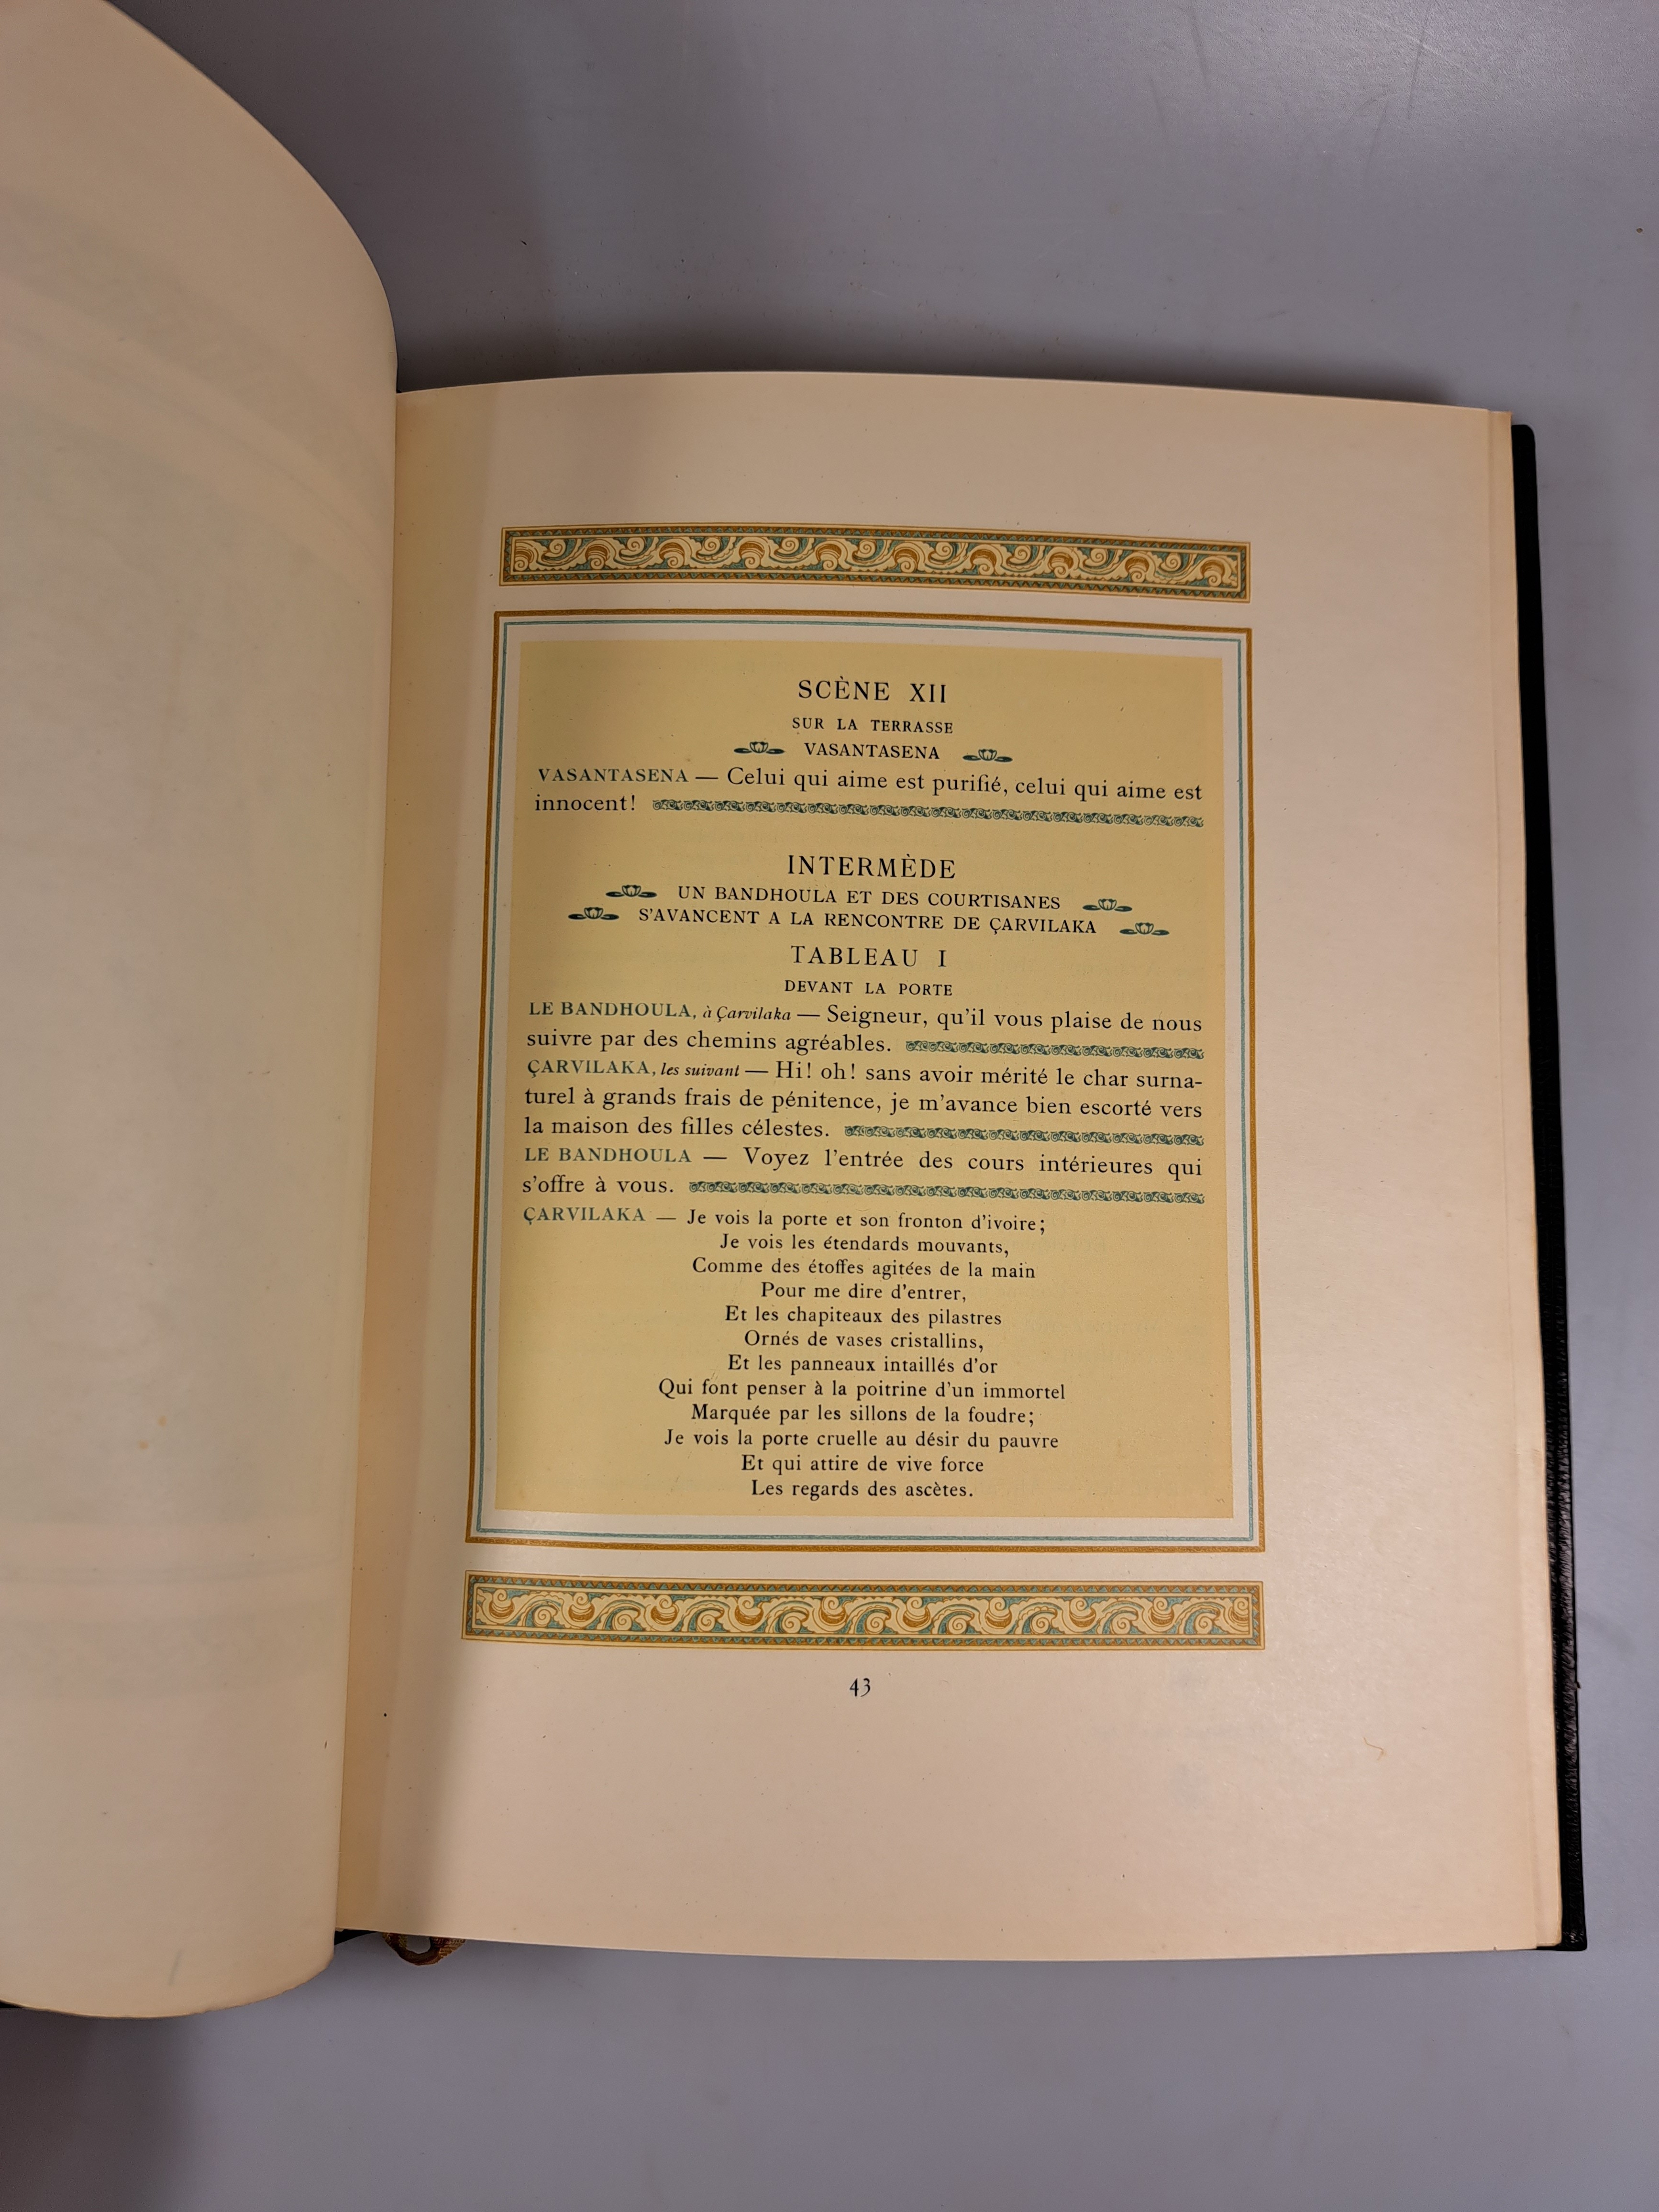 SCÈNE XII
SUR LA TERRASSE
VASANTASENA
VASANTASENA — Celui qui aime est purifié, celui qui aime est
innocent!
INTERMÈDE
UN BANDHOULA ET DES COURTISANES
S'AVANCENT A LA RENCONTRE DE ÇARVILAKA
TABLEAU I
DEVANT LA PORTE
LE BANDHOULA, à Çarvilaka — Seigneur, qu'il vous plaise de nous
suivre par des chemins agréables.
ÇARVILAKA, les suivant — Hi! oh! sans avoir mérité le char surna-
turel à grands frais de pénitence, je m'avance bien escorté vers
la maison des filles célestes.
LE BANDHOULA — Voyez l'entrée des cours intérieures qui
s'offre à vous.
ÇARVILAKA — Je vois la porte et son fronton d'ivoire;
Je vois les étendards mouvants,
Comme des étoffes agitées de la main
Pour me dire d'entrer,
Et les chapiteaux des pilastres
Ornés de vases cristallins,
Et les panneaux intaillés d'or
Qui font penser à la poitrine d'un immortel
Marquée par les sillons de la foudre;
Je vois la porte cruelle au désir du pauvre
Et qui attire de vive force
Les regards des ascètes.
43